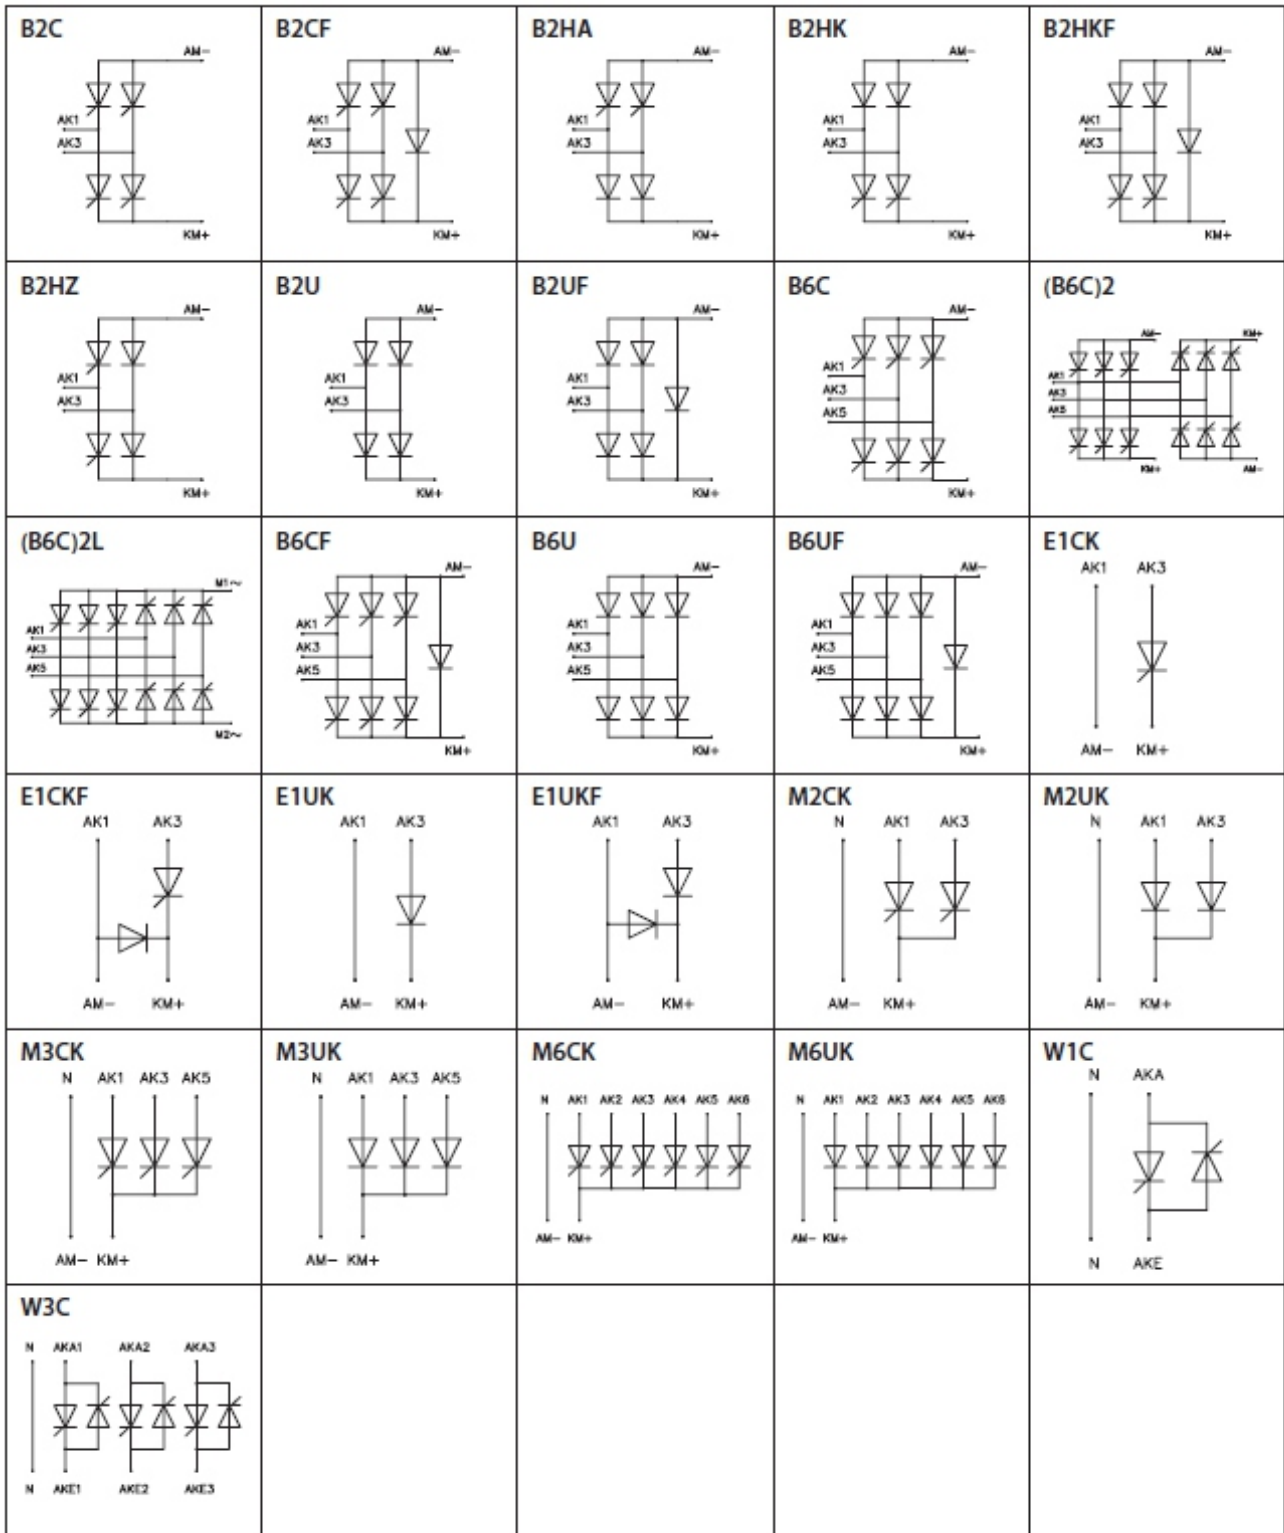 B2C
AM-
AK1
AK3
KM+
B2CF
AM-
AK1
AK3
KM+
B2HA
AM-
AK1
AK3
KM+
B2HK
AM-
AK1
AK3
KM+
B2HKF
AM-
AK1
AK3
KM+
B2HZ
AM-
AK1
AK3
KM+
B2U
AM-
AK1
AK3
KM+
B2UF
AM-
AK1
AK3
KM+
B6C
AM-
AK1
AK3
AK5
KM+
(B6C)2
AM- KM+
AK1
AK3
AK5
KM+ AM-
(B6C)2L
M1~
AK1
AK3
AK5
M2~
B6CF
AM-
AK1
AK3
AK5
KM+
B6U
AM-
AK1
AK3
AK5
KM+
B6UF
AM-
AK1
AK3
AK5
KM+
E1CK
AK1 AK3
AM- KM+
E1CKF
AK1 AK3
AM- KM+
E1UK
AK1 AK3
AM- KM+
E1UKF
AK1 AK3
AM- KM+
M2CK
N AK1 AK3
AM- KM+
M2UK
N AK1 AK3
AM- KM+
M3CK
N AK1 AK3 AK5
AM- KM+
M3UK
N AK1 AK3 AK5
AM- KM+
M6CK
N AK1 AK2 AK3 AK4 AK5 AK6
AM- KM+
M6UK
N AK1 AK2 AK3 AK4 AK5 AK6
AM- KM+
W1C
N AKA
N AKE
W3C
N AKA1 AKA2 AKA3
N AKE1 AKE2 AKE3